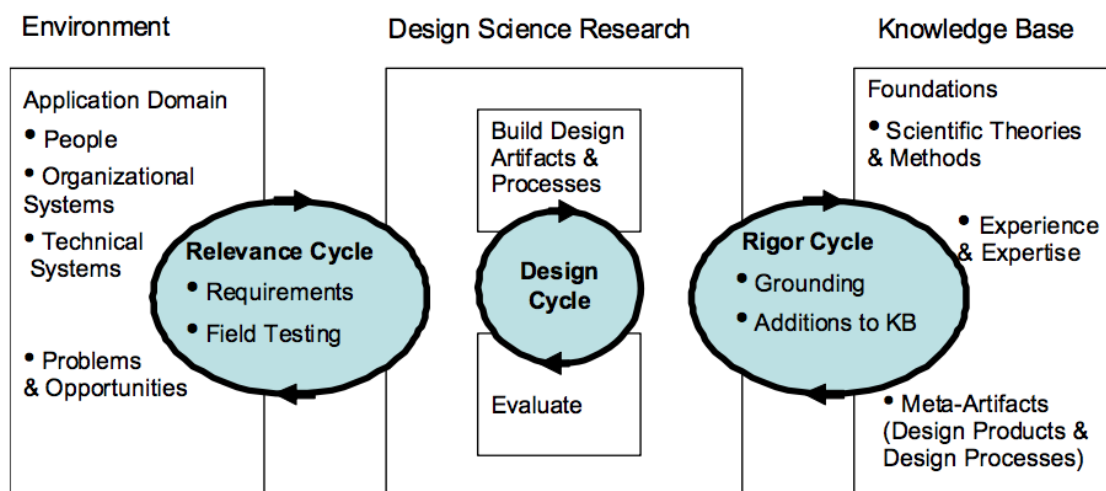 Environment
Design Science Research
Knowledge Base
Application Domain
• People
• Organizational
Systems
• Technical
Systems
• Problems
& Opportunities
Relevance Cycle
• Requirements
• Field Testing
Build Design
Artifacts &
Processes
Design
Cycle
Evaluate
Rigor Cycle
• Grounding
• Additions to KB
Foundations
• Scientific Theories
& Methods
• Experience
& Expertise
• Meta-Artifacts
(Design Products &
Design Processes)